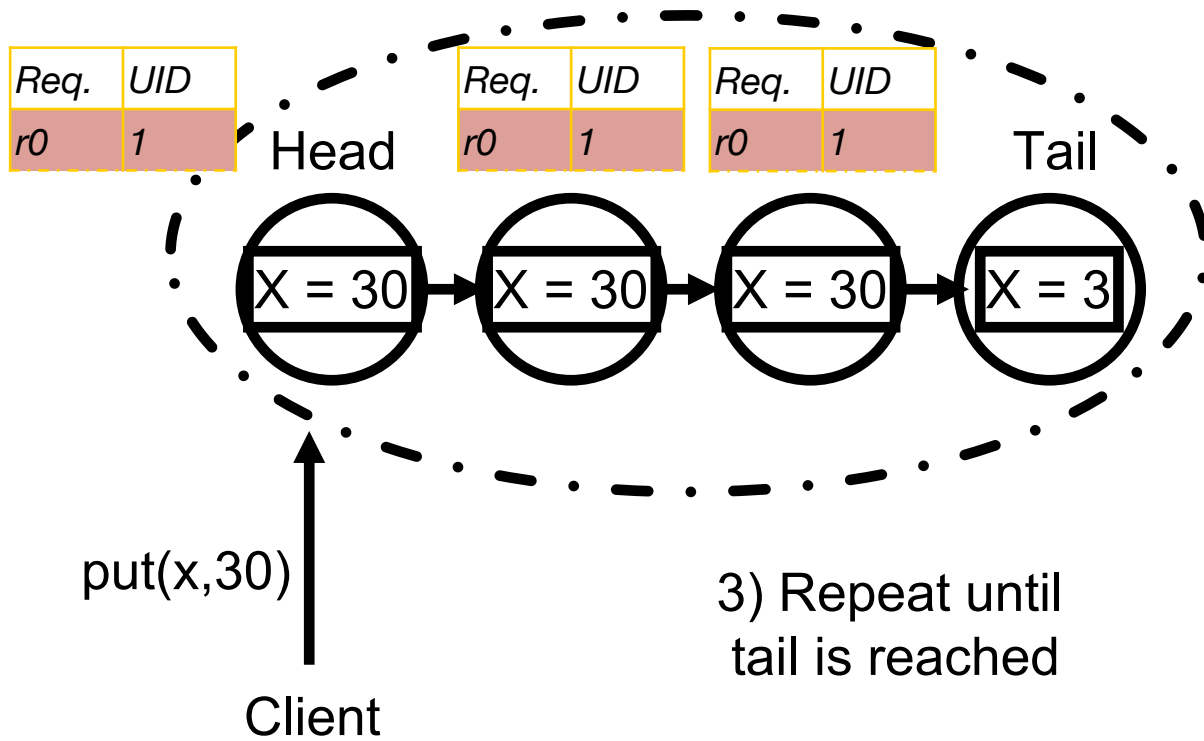 Req. UID
r0 1
Req. UID
r0 1
Req. UID
r0 1
Head
Tail
X = 30
X = 30
X = 30
X = 3
put(x,30)
Client
3) Repeat until
tail is reached